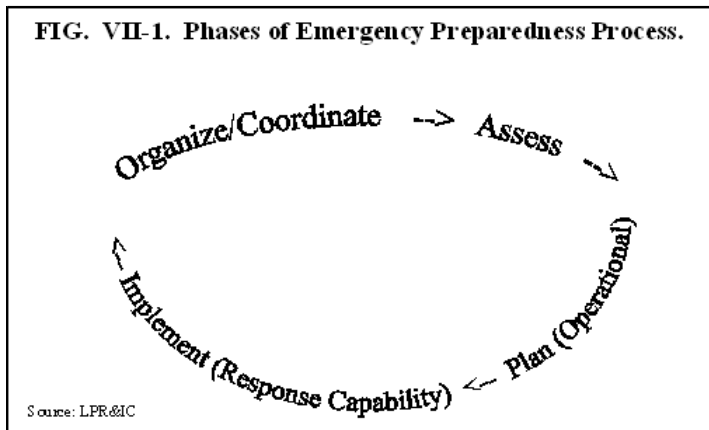 FIG. VII-1. Phases of Emergency Preparedness Process.
Organize/Coordinate --> Assess -->
Plan (Operational)
<-- Implement (Response Capability) <--
Source: LPR&IC